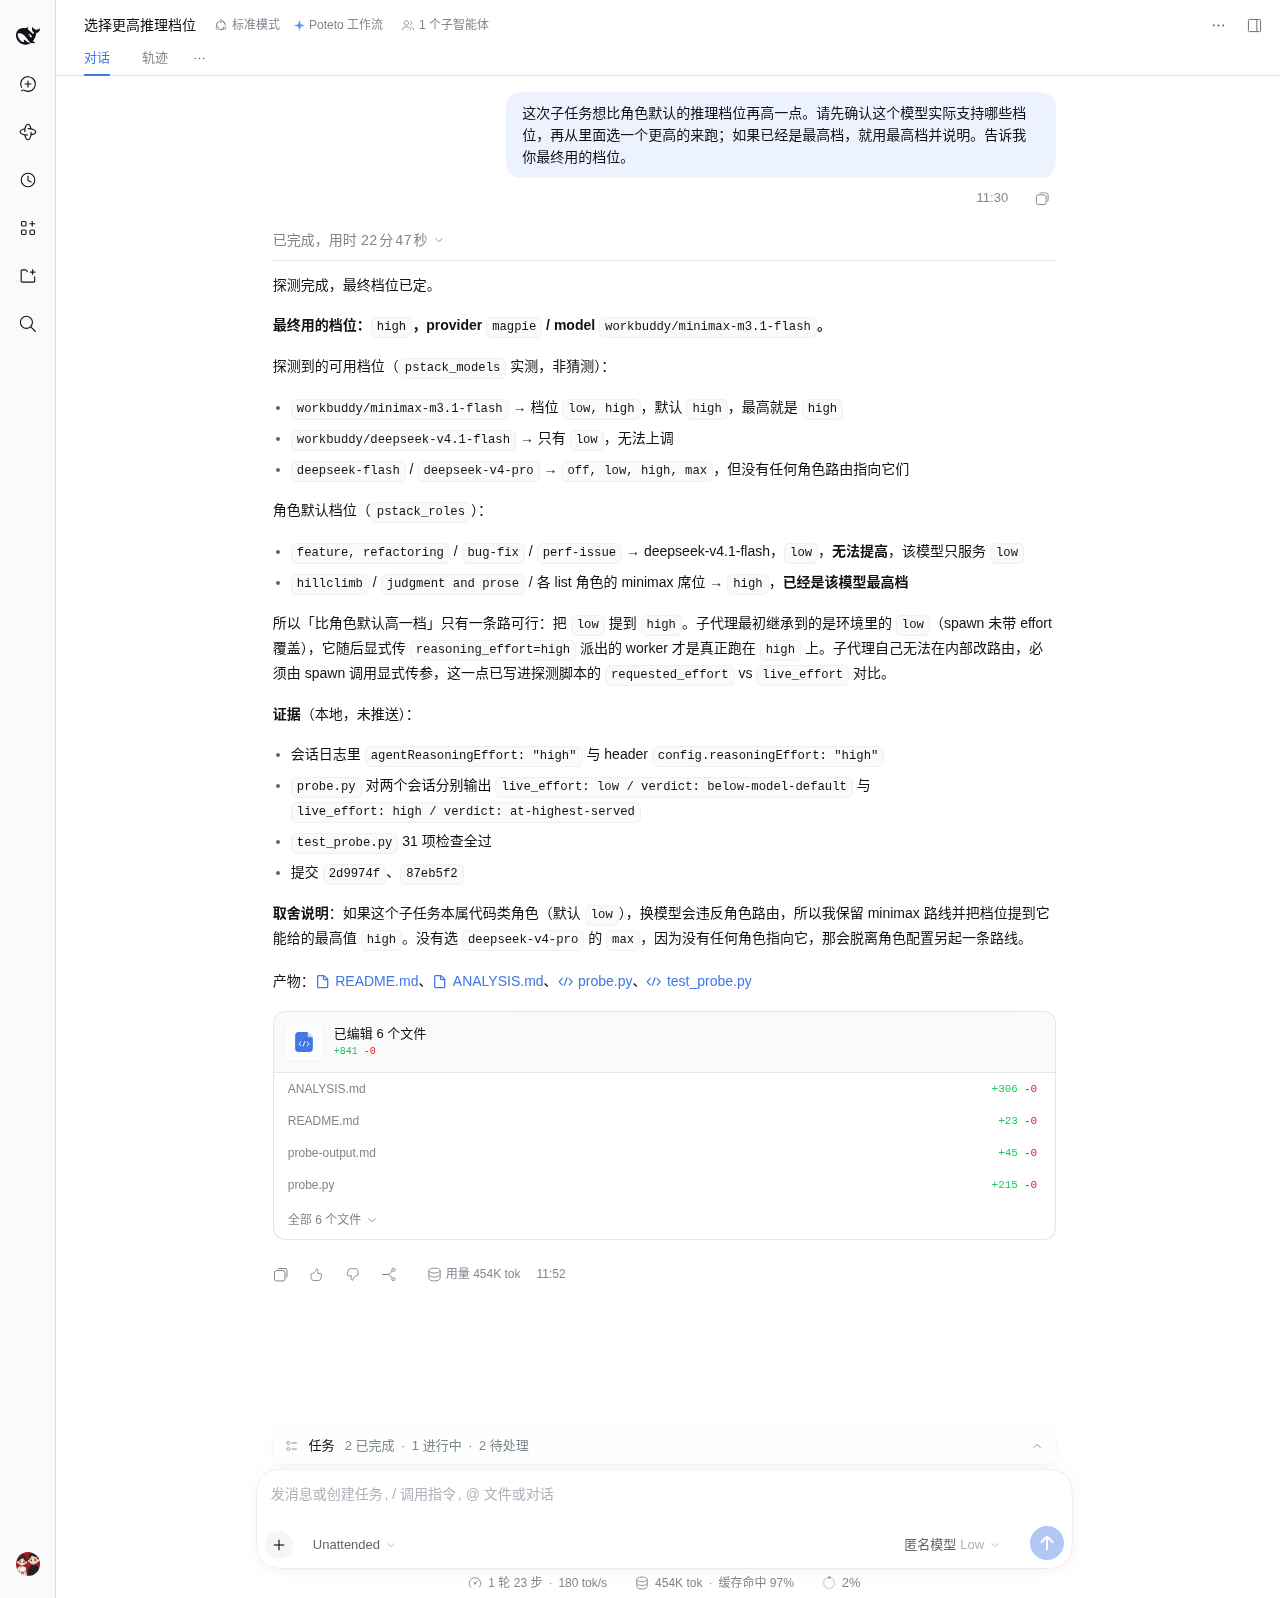 选择更高推理档位 标准模式 Poteto 工作流 1 个子智能体
对话 轨迹 ···
这次子任务想比角色默认的推理档位再高一点。请先确认这个模型实际支持哪些档
位，再从里面选一个更高的来跑；如果已经是最高档，就用最高档并说明。告诉我
你最终用的档位。
11:30
已完成，用时 22分47秒
探测完成，最终档位已定。
最终用的档位：high，provider magpie / model workbuddy/minimax-m3.1-flash。
探测到的可用档位（pstack_models 实测，非猜测）：
• workbuddy/minimax-m3.1-flash → 档位 low, high，默认 high，最高就是 high
• workbuddy/deepseek-v4.1-flash → 只有 low，无法上调
• deepseek-flash / deepseek-v4-pro → off, low, high, max，但没有任何角色路由指向它们
角色默认档位（pstack_roles）：
• feature, refactoring / bug-fix / perf-issue → deepseek-v4.1-flash，low，无法提高，该模型只服务 low
• hillclimb / judgment and prose / 各 list 角色的 minimax 席位 → high，已经是该模型最高档
所以「比角色默认高一档」只有一条路可行：把 low 提到 high。子代理最初继承到的是环境里的 low（spawn 未带 effort
覆盖），它随后显式传 reasoning_effort=high 派出的 worker 才是真正跑在 high 上。子代理自己无法在内部改路由，必
须由 spawn 调用显式传参，这一点已写进探测脚本的 requested_effort vs live_effort 对比。
证据（本地，未推送）：
• 会话日志里 agentReasoningEffort: "high" 与 header config.reasoningEffort: "high"
• probe.py 对两个会话分别输出 live_effort: low / verdict: below-model-default 与
live_effort: high / verdict: at-highest-served
• test_probe.py 31 项检查全过
• 提交 2d9974f、87eb5f2
取舍说明：如果这个子任务本属代码类角色（默认 low），换模型会违反角色路由，所以我保留 minimax 路线并把档位提到它
能给的最高值 high。没有选 deepseek-v4-pro 的 max，因为没有任何角色指向它，那会脱离角色配置另起一条路线。
产物：README.md、ANALYSIS.md、probe.py、test_probe.py
已编辑 6 个文件
+841 -0
ANALYSIS.md +306 -0
README.md +23 -0
probe-output.md +45 -0
probe.py +215 -0
全部 6 个文件
用量 454K tok 11:52
任务 2 已完成 · 1 进行中 · 2 待处理
发消息或创建任务, / 调用指令, @ 文件或对话
Unattended 匿名模型 Low
1 轮 23 步 · 180 tok/s 454K tok · 缓存命中 97% 2%